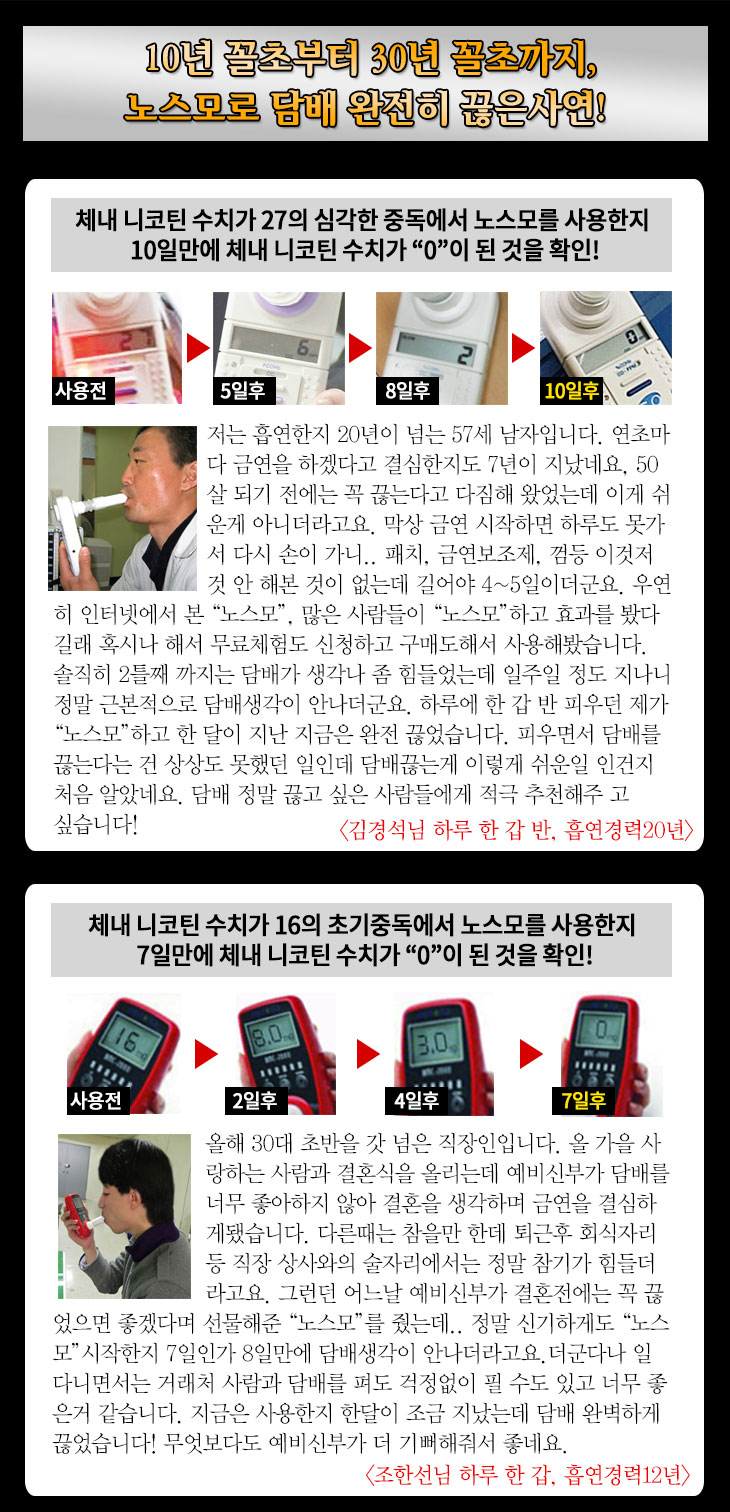 10년 꼴초부터 30년 꼴초까지,
노스모로 담배 완전히 끊은사연!
체내 니코틴 수치가 27의 심각한 중독에서 노스모를 사용한지
10일만에 체내 니코틴 수치가 “0”이 된 것을 확인!
27
6
2
0
사용전
5일후
8일후
10일후
저는 흡연한지 20년이 넘는 57세 남자입니다. 연초마
다 금연을 하겠다고 결심한지도 7년이 지났네요, 50
살 되기 전에는 꼭 끊는다고 다짐해 왔었는데 이게 쉬
운게 아니더라고요. 막상 금연 시작하면 하루도 못가
서 다시 손이 가니.. 패치, 금연보조제, 껌등 이것저
것 안 해본 것이 없는데 길어야 4~5일이더군요. 우연
히 인터넷에서 본 “노스모”, 많은 사람들이 “노스모”하고 효과를 봤다
길래 혹시나 해서 무료체험도 신청하고 구매도해서 사용해봤습니다.
솔직히 2틀째 까지는 담배가 생각나 좀 힘들었는데 일주일 정도 지나니
정말 근본적으로 담배생각이 안나더군요. 하루에 한 갑 반 피우던 제가
“노스모”하고 한 달이 지난 지금은 완전 끊었습니다. 피우면서 담배를
끊는다는 건 상상도 못했던 일인데 담배끊는게 이렇게 쉬운일 인건지
처음 알았네요. 담배 정말 끊고 싶은 사람들에게 적극 추천해주 고
싶습니다!
〈김경석님 하루 한 갑 반, 흡연경력20년〉
체내 니코틴 수치가 16의 초기중독에서 노스모를 사용한지
7일만에 체내 니코틴 수치가 “0”이 된 것을 확인!
16
8.0
3.0
0
사용전
2일후
4일후
7일후
올해 30대 초반을 갓 넘은 직장인입니다. 올 가을 사
랑하는 사람과 결혼식을 올리는데 예비신부가 담배를
너무 좋아하지 않아 결혼을 생각하며 금연을 결심하
게됐습니다. 다른때는 참을만 한데 퇴근후 회식자리
등 직장 상사와의 술자리에서는 정말 참기가 힘들더
라고요. 그런던 어느날 예비신부가 결혼전에는 꼭 끊
었으면 좋겠다며 선물해준 “노스모”를 줬는데.. 정말 신기하게도 “노스
모”시작한지 7일인가 8일만에 담배생각이 안나더라고요.더군다나 일
다니면서는 거래처 사람과 담배를 펴도 걱정없이 필 수도 있고 너무 좋
은거 같습니다. 지금은 사용한지 한달이 조금 지났는데 담배 완벽하게
끊었습니다! 무엇보다도 예비신부가 더 기뻐해줘서 좋네요.
〈조한선님 하루 한 갑, 흡연경력12년〉